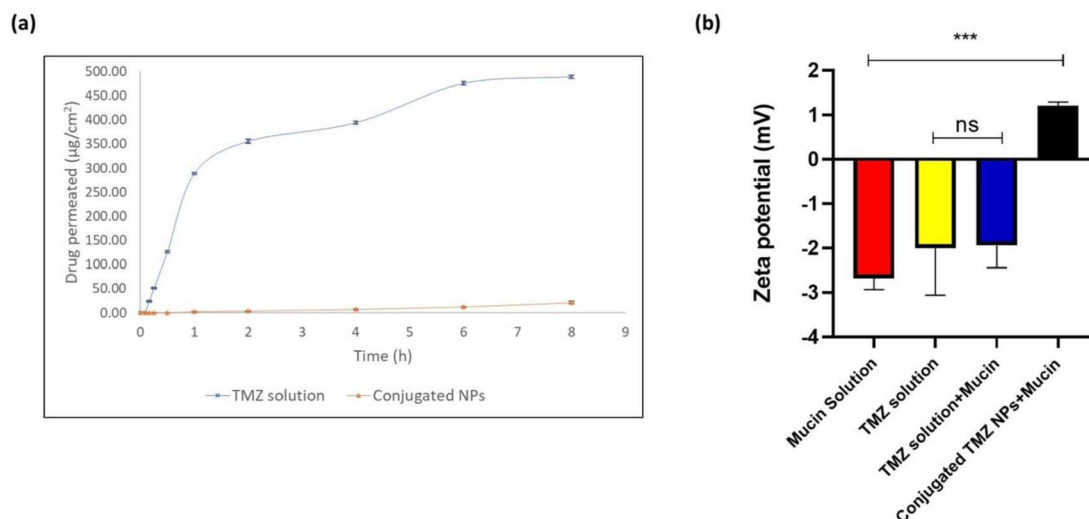 (a)
500.00
450.00
400.00
350.00
300.00
250.00
200.00
150.00
100.00
50.00
0.00
Drug permeated (µg/cm²)
0 1 2 3 4 5 6 7 8 9
Time (h)
TMZ solution Conjugated NPs
(b)
***
ns
2
1
0
-1
-2
-3
-4
Zeta potential (mV)
Mucin Solution
TMZ solution
TMZ solution+Mucin
Conjugated TMZ NPs+Mucin